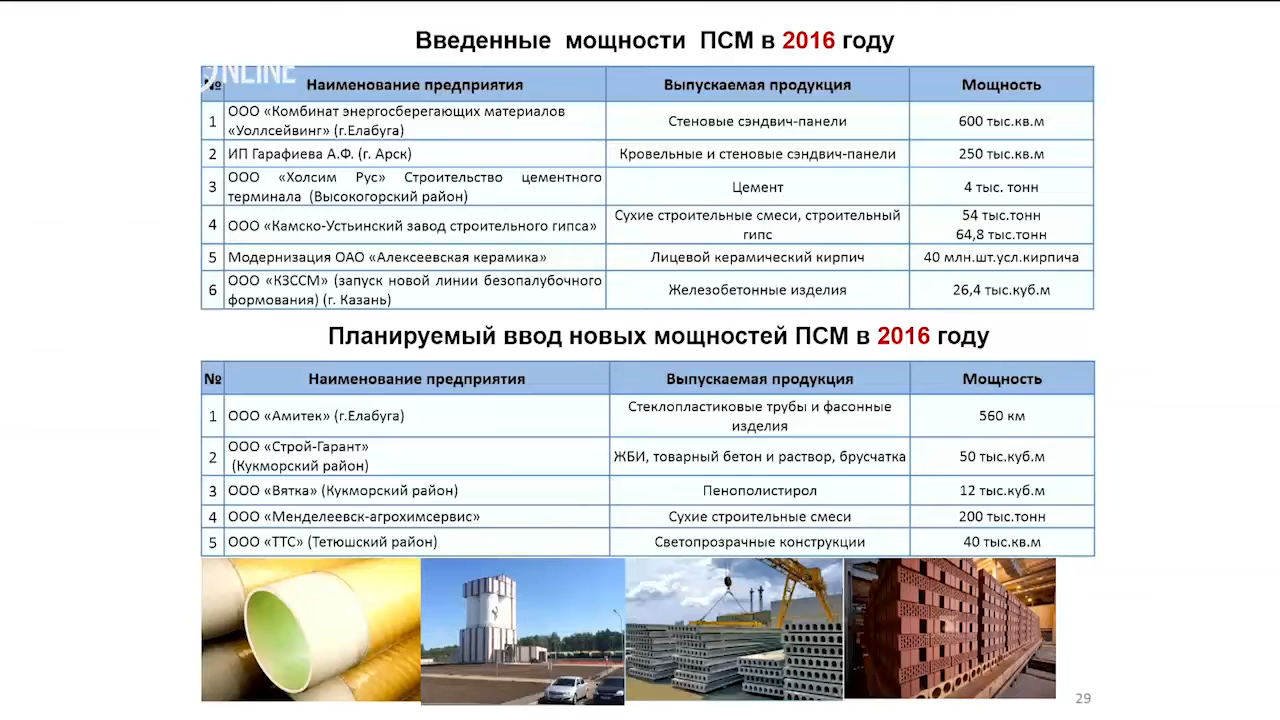 Введенные мощности ПСМ в 2016 году
№ Наименование предприятия Выпускаемая продукция Мощность
ONLINE
1 ООО «Комбинат энергосберегающих материалов «Уоллсейвинг» (г.Елабуга) Стеновые сэндвич-панели 600 тыс.кв.м
2 ИП Гарафиева А.Ф. (г. Арск) Кровельные и стеновые сэндвич-панели 250 тыс.кв.м
3 ООО «Холсим Рус» Строительство цементного терминала (Высокогорский район) Цемент 4 тыс. тонн
4 ООО «Камско-Устьинский завод строительного гипса» Сухие строительные смеси, строительный гипс 54 тыс.тонн 64,8 тыс.тонн
5 Модернизация ОАО «Алексеевская керамика» Лицевой керамический кирпич 40 млн.шт.усл.кирпича
6 ООО «КЗССМ» (запуск новой линии безопалубочного формования) (г. Казань) Железобетонные изделия 26,4 тыс.куб.м
Планируемый ввод новых мощностей ПСМ в 2016 году
№ Наименование предприятия Выпускаемая продукция Мощность
1 ООО «Амитек» (г.Елабуга) Стеклопластиковые трубы и фасонные изделия 560 км
2 ООО «Строй-Гарант» (Кукморский район) ЖБИ, товарный бетон и раствор, брусчатка 50 тыс.куб.м
3 ООО «Вятка» (Кукморский район) Пенополистирол 12 тыс.куб.м
4 ООО «Менделеевск-агрохимсервис» Сухие строительные смеси 200 тыс.тонн
5 ООО «ТТС» (Тетюшский район) Светопрозрачные конструкции 40 тыс.кв.м
29